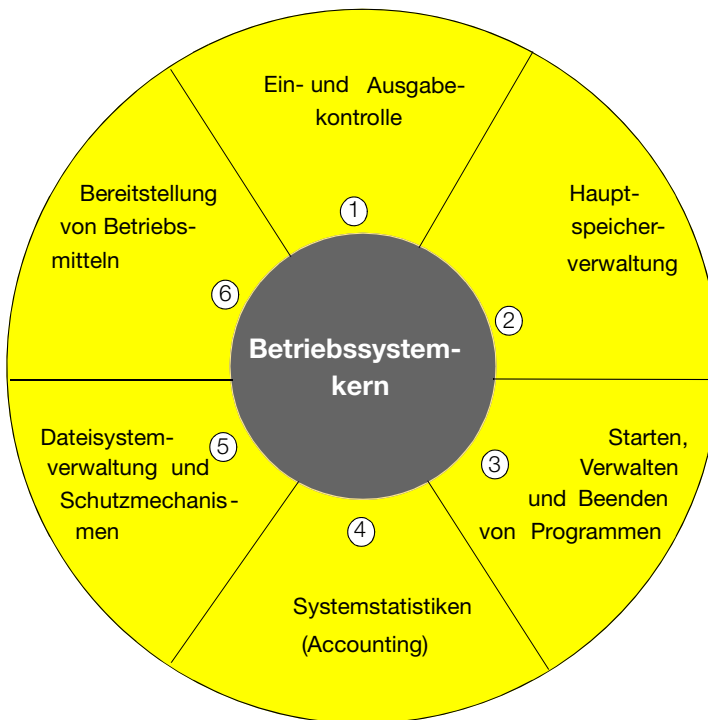 Ein- und Ausgabe-
kontrolle
1
Haupt-
speicher-
verwaltung
2
Starten,
Verwalten
und Beenden
von Programmen
3
Systemstatistiken
(Accounting)
4
Dateisystem-
verwaltung und
Schutzmechanis-
men
5
Bereitstellung
von Betriebs-
mitteln
6
Betriebssystem-
kern